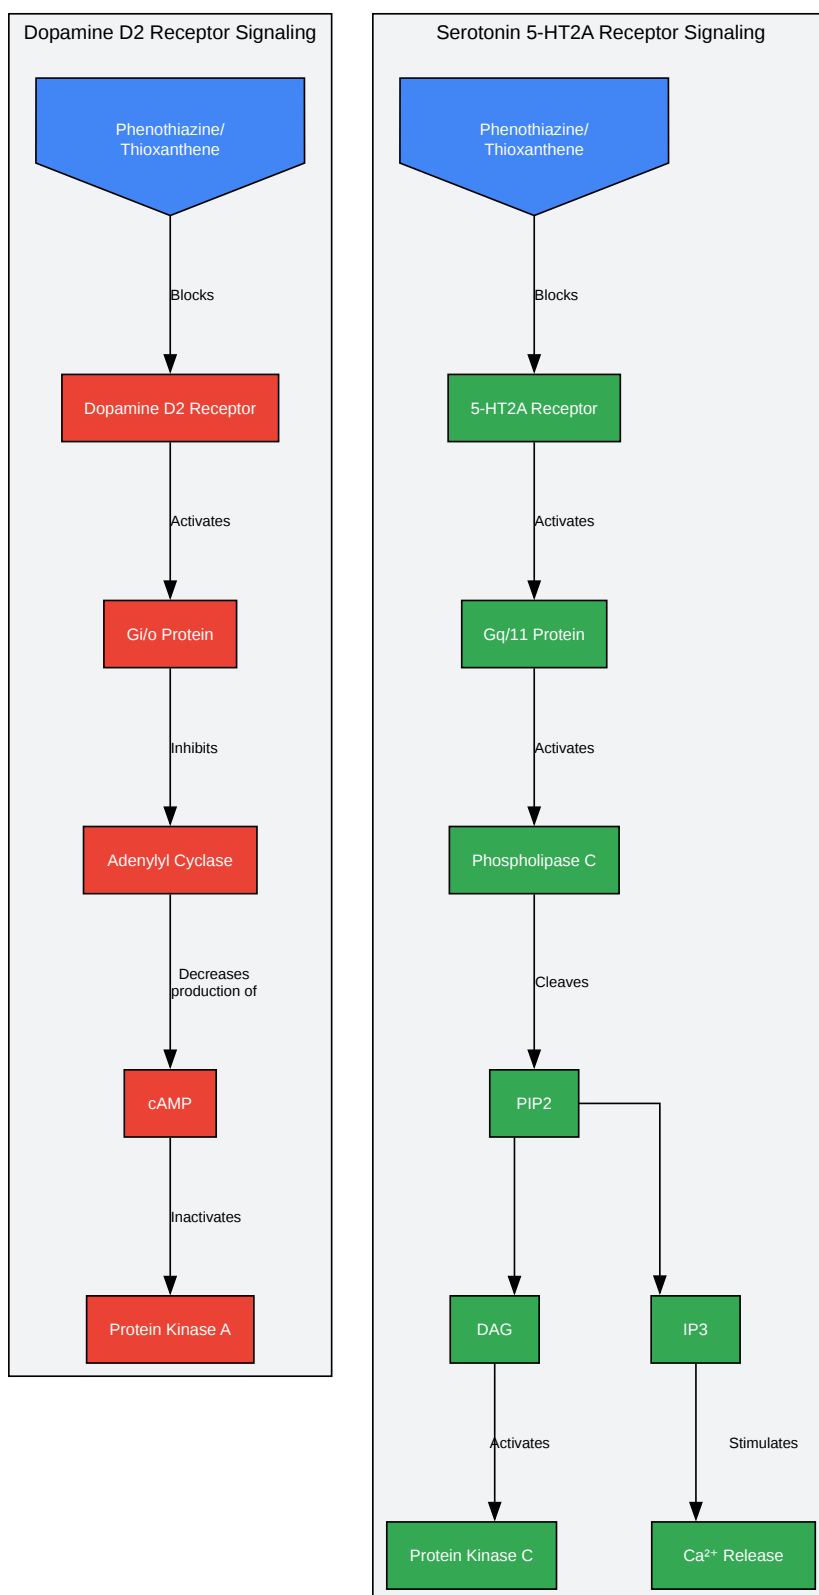 Dopamine D2 Receptor Signaling
Phenothiazine/
Thioxanthene
Blocks
Dopamine D2 Receptor
Activates
Gi/o Protein
Inhibits
Adenylyl Cyclase
Decreases
production of
cAMP
Inactivates
Protein Kinase A
Serotonin 5-HT2A Receptor Signaling
Phenothiazine/
Thioxanthene
Blocks
5-HT2A Receptor
Activates
Gq/11 Protein
Activates
Phospholipase C
Cleaves
PIP2
DAG
IP3
Activates
Stimulates
Protein Kinase C
Ca²⁺ Release